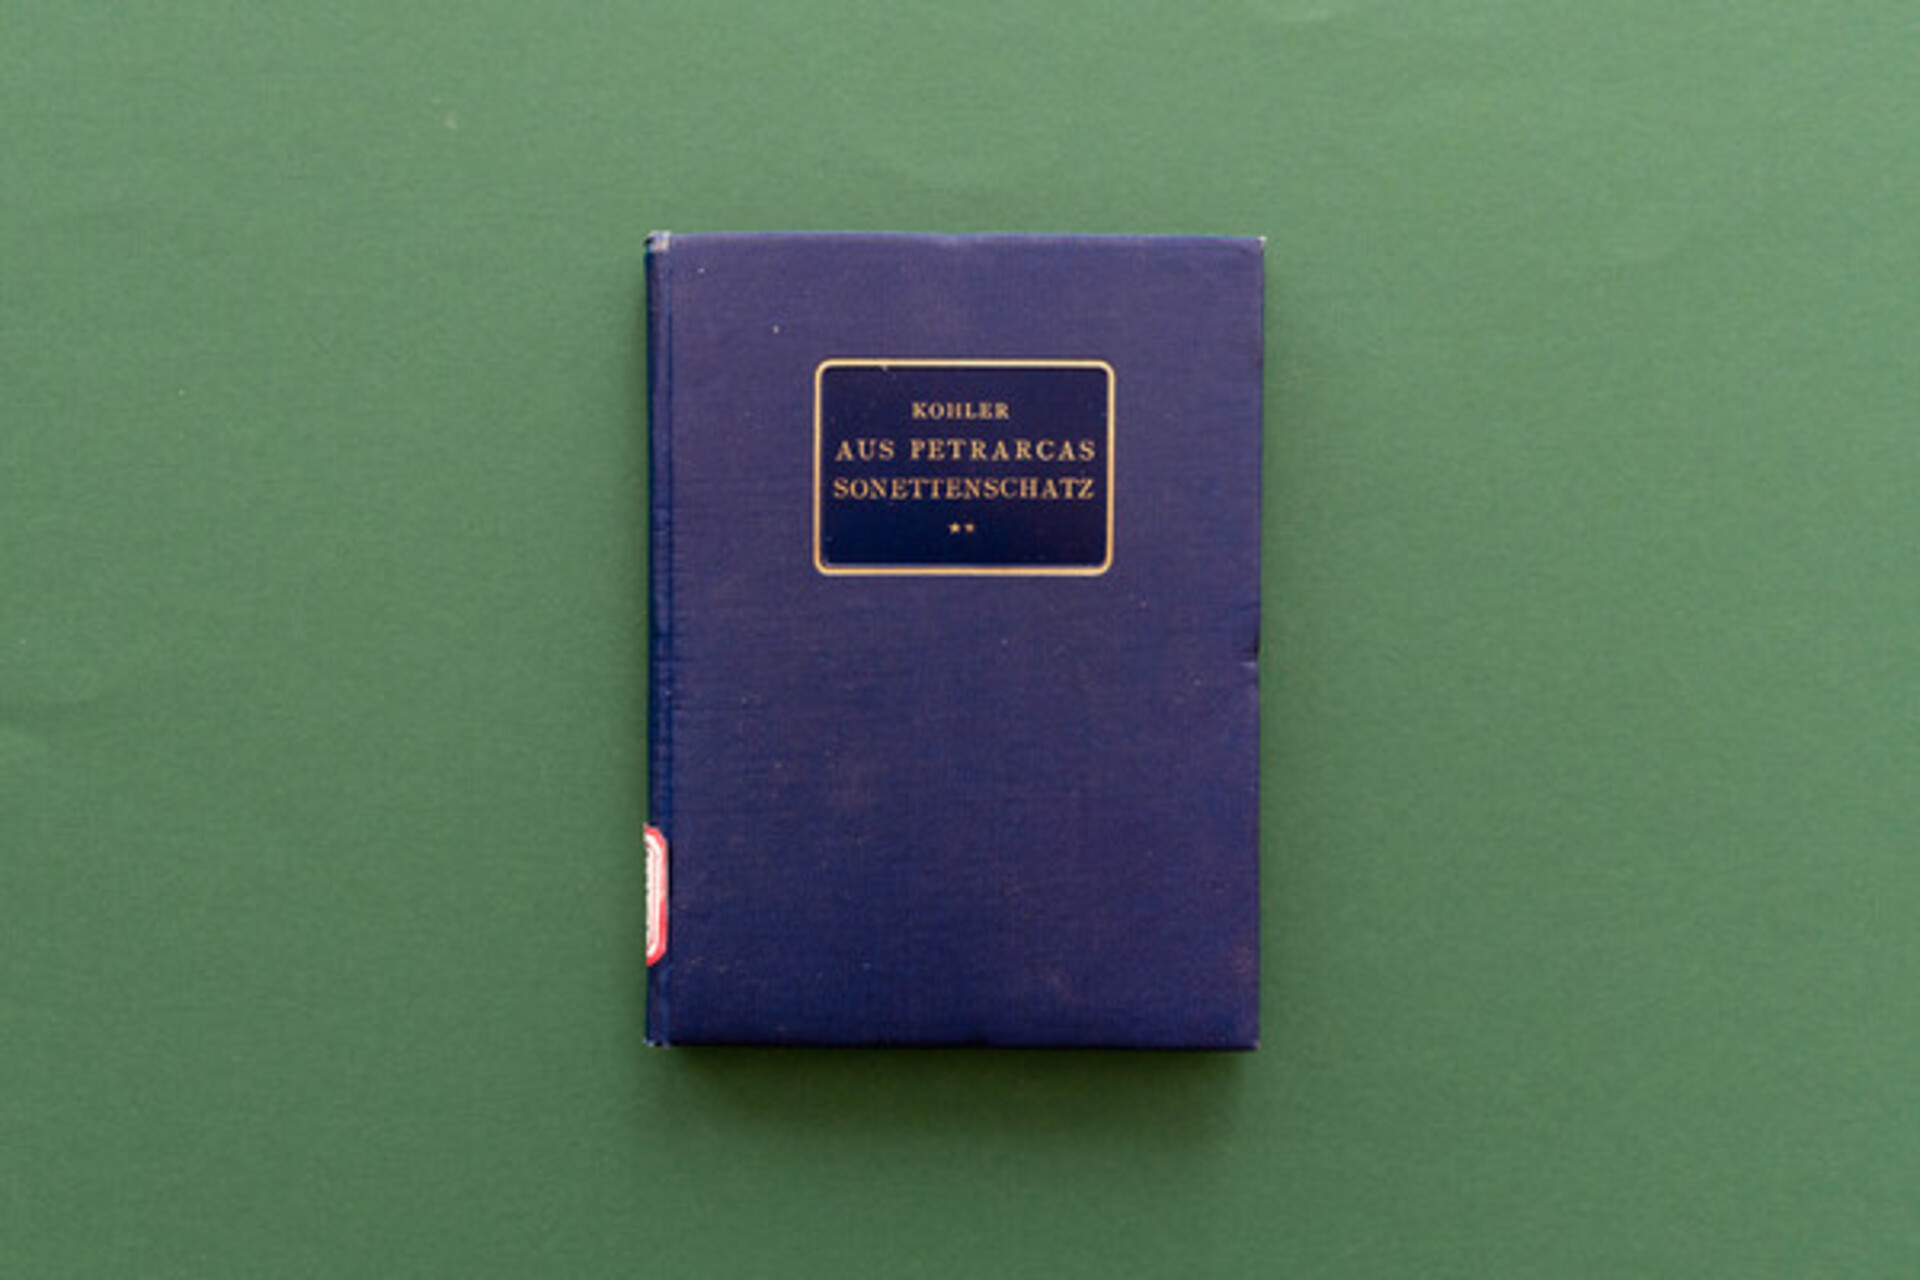 KOHLER
AUS PETRARCAS
SONETTENSCHATZ
★★